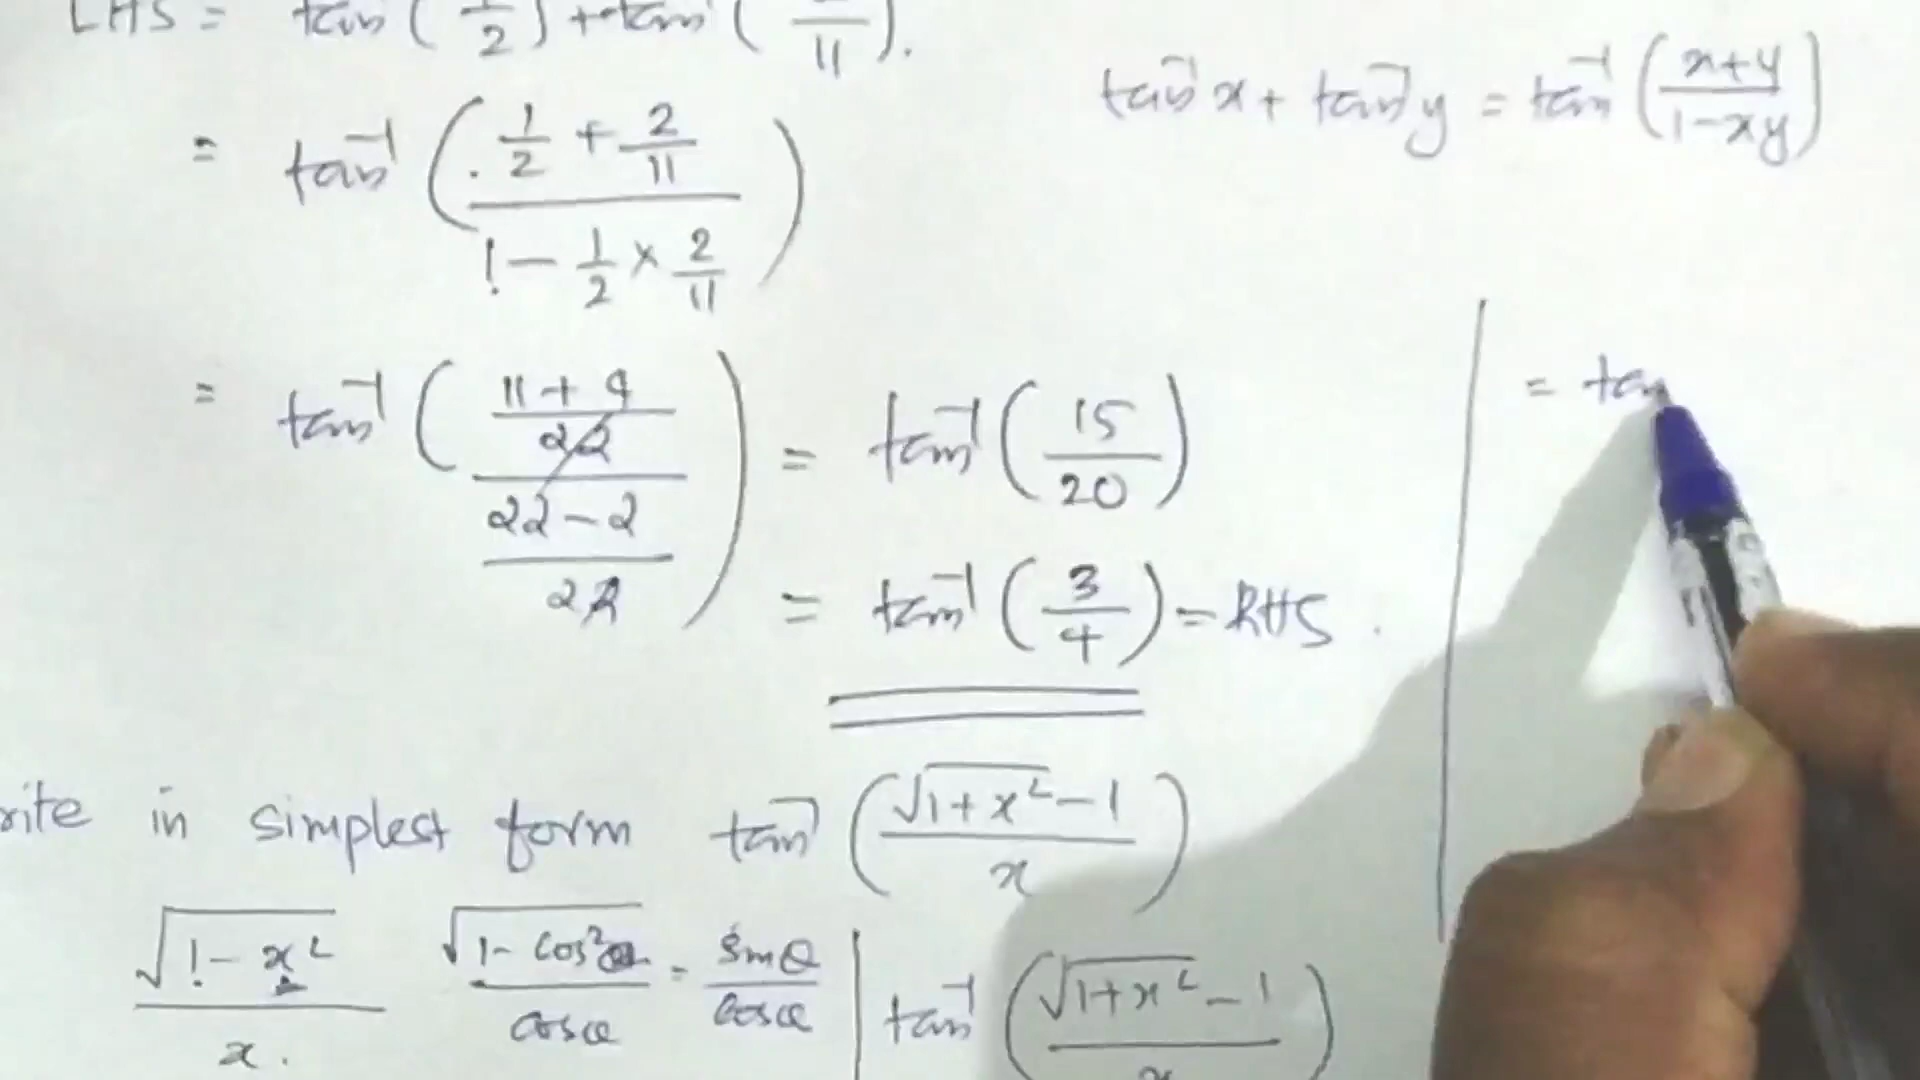 LHS = tan⁻¹(1/2) + tan⁻¹(2/11).
tan⁻¹x + tan⁻¹y = tan⁻¹((x+y)/(1-xy))
= tan⁻¹((1/2 + 2/11)/(1 - 1/2 × 2/11))
= tan⁻¹(((11+4)/22)/((22-2)/22)) = tan⁻¹(15/20)
= tan⁻¹(3/4) = RHS.
= tan
rite in simplest form tan⁻¹((√(1+x²) - 1)/x)
√(1-x²)/x.
√(1-cos²θ)/cosθ = sinθ/cosθ
tan⁻¹((√(1+x²) - 1)/x)